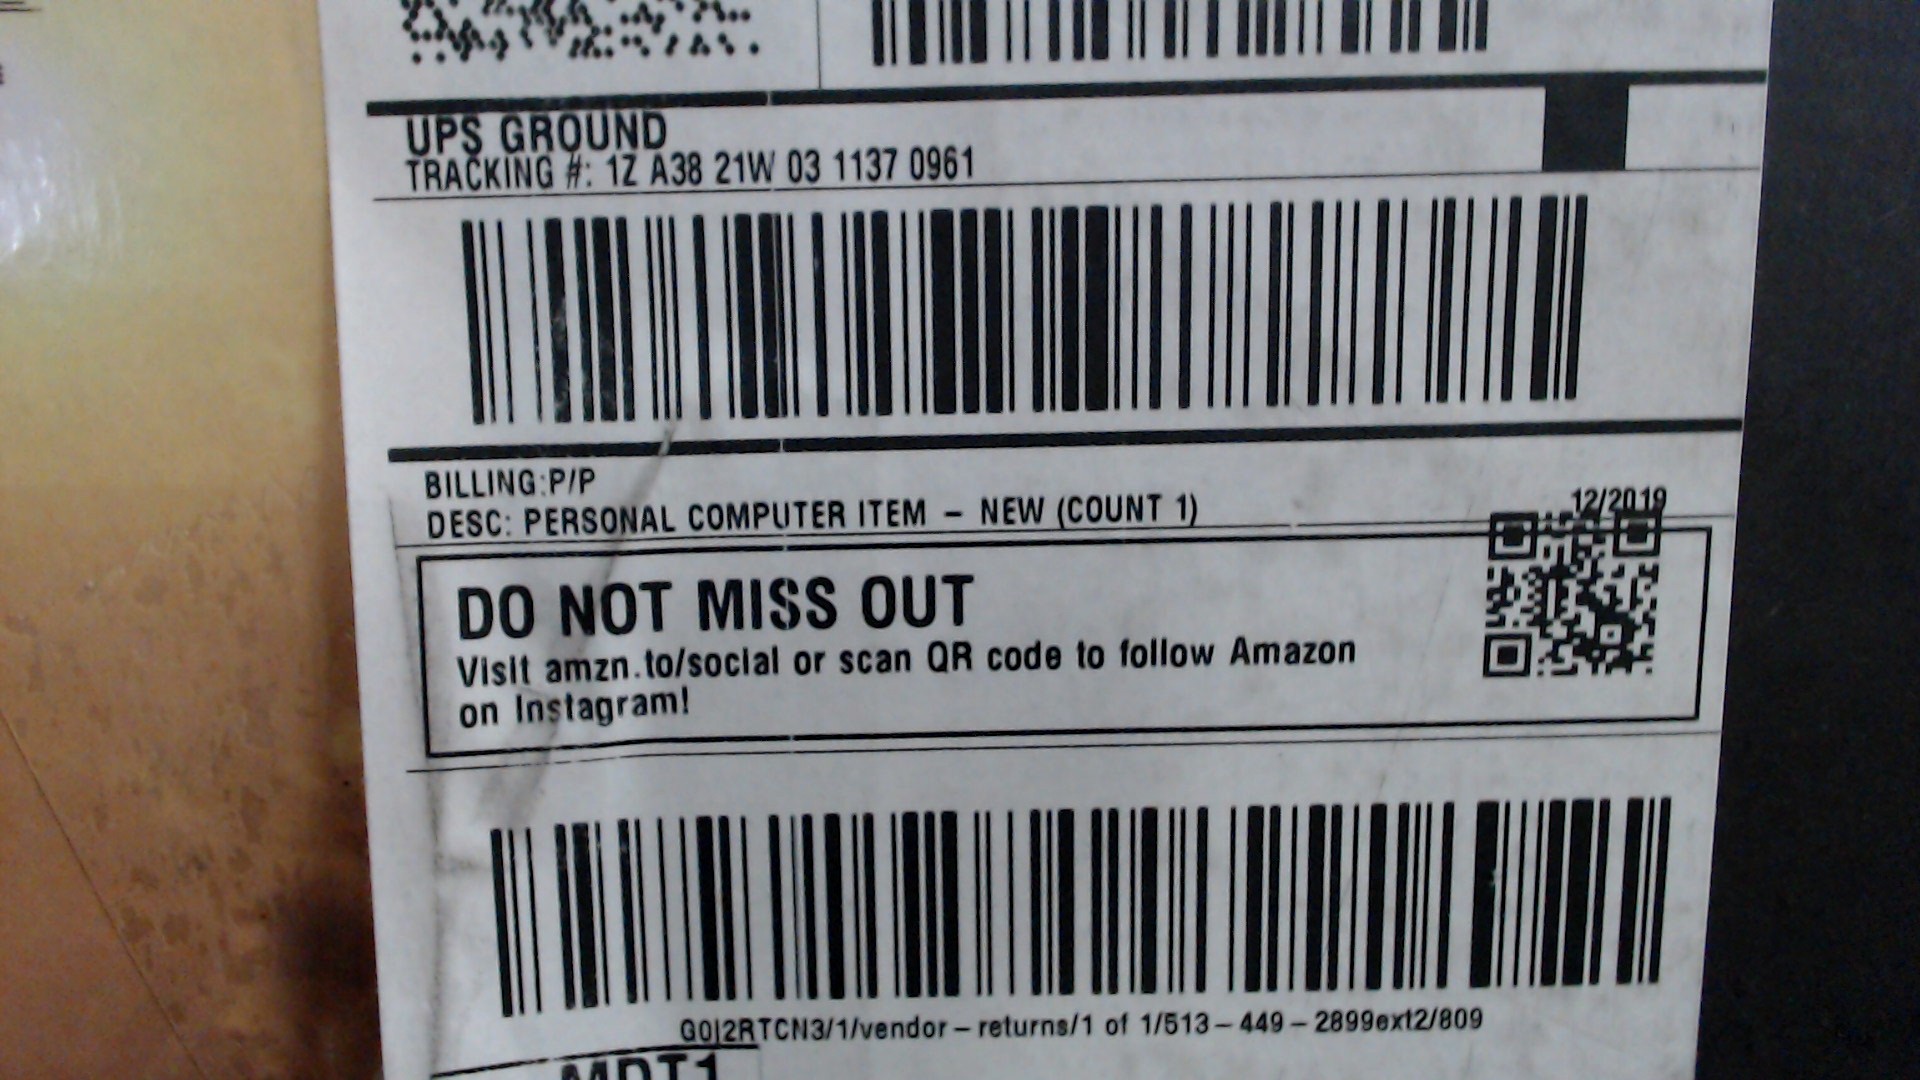 UPS GROUND
TRACKING #: 1Z A38 21W 03 1137 0961
BILLING:P/P
DESC: PERSONAL COMPUTER ITEM – NEW (COUNT 1)
12/2019
DO NOT MISS OUT
Visit amzn.to/social or scan QR code to follow Amazon
on Instagram!
G0J2RTCN3/1/vendor – returns/1 of 1/513 – 449 – 2899ext2/809
MDT1